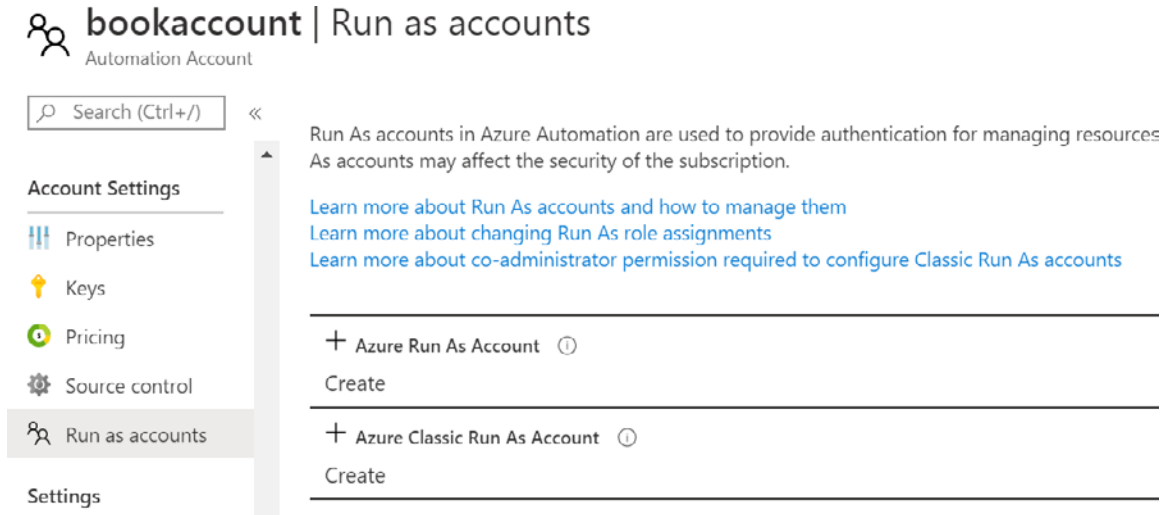 bookaccount | Run as accounts
Automation Account
Search (Ctrl+/)
«
Run As accounts in Azure Automation are used to provide authentication for managing resources
As accounts may affect the security of the subscription.
Learn more about Run As accounts and how to manage them
Learn more about changing Run As role assignments
Learn more about co-administrator permission required to configure Classic Run As accounts
Account Settings
Properties
Keys
Pricing
Source control
Run as accounts
Settings
+ Azure Run As Account
Create
+ Azure Classic Run As Account
Create